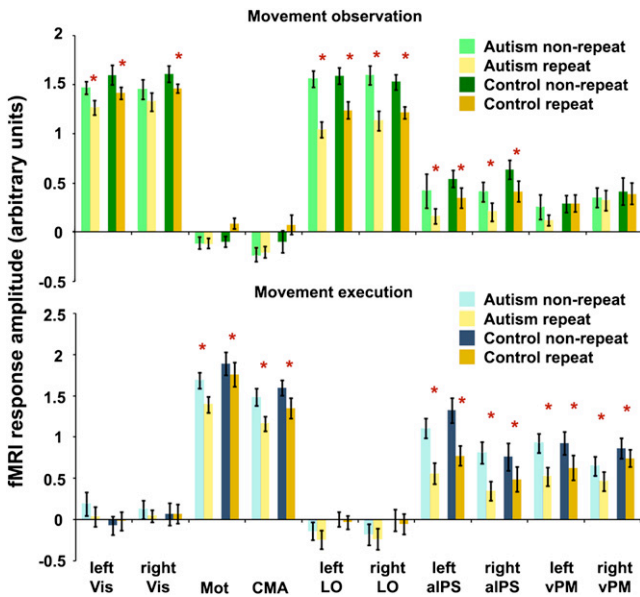 Movement observation
fMRI response amplitude (arbitrary units)
2
1.5
1
0.5
0
-0.5
Autism non-repeat
Autism repeat
Control non-repeat
Control repeat
* * * * * * * * * * *
Movement execution
2.5
2
1.5
1
0.5
0
-0.5
Autism non-repeat
Autism repeat
Control non-repeat
Control repeat
* * * * * * * * * * * *
left Vis
right Vis
Mot
CMA
left LO
right LO
left aIPS
right aIPS
left vPM
right vPM